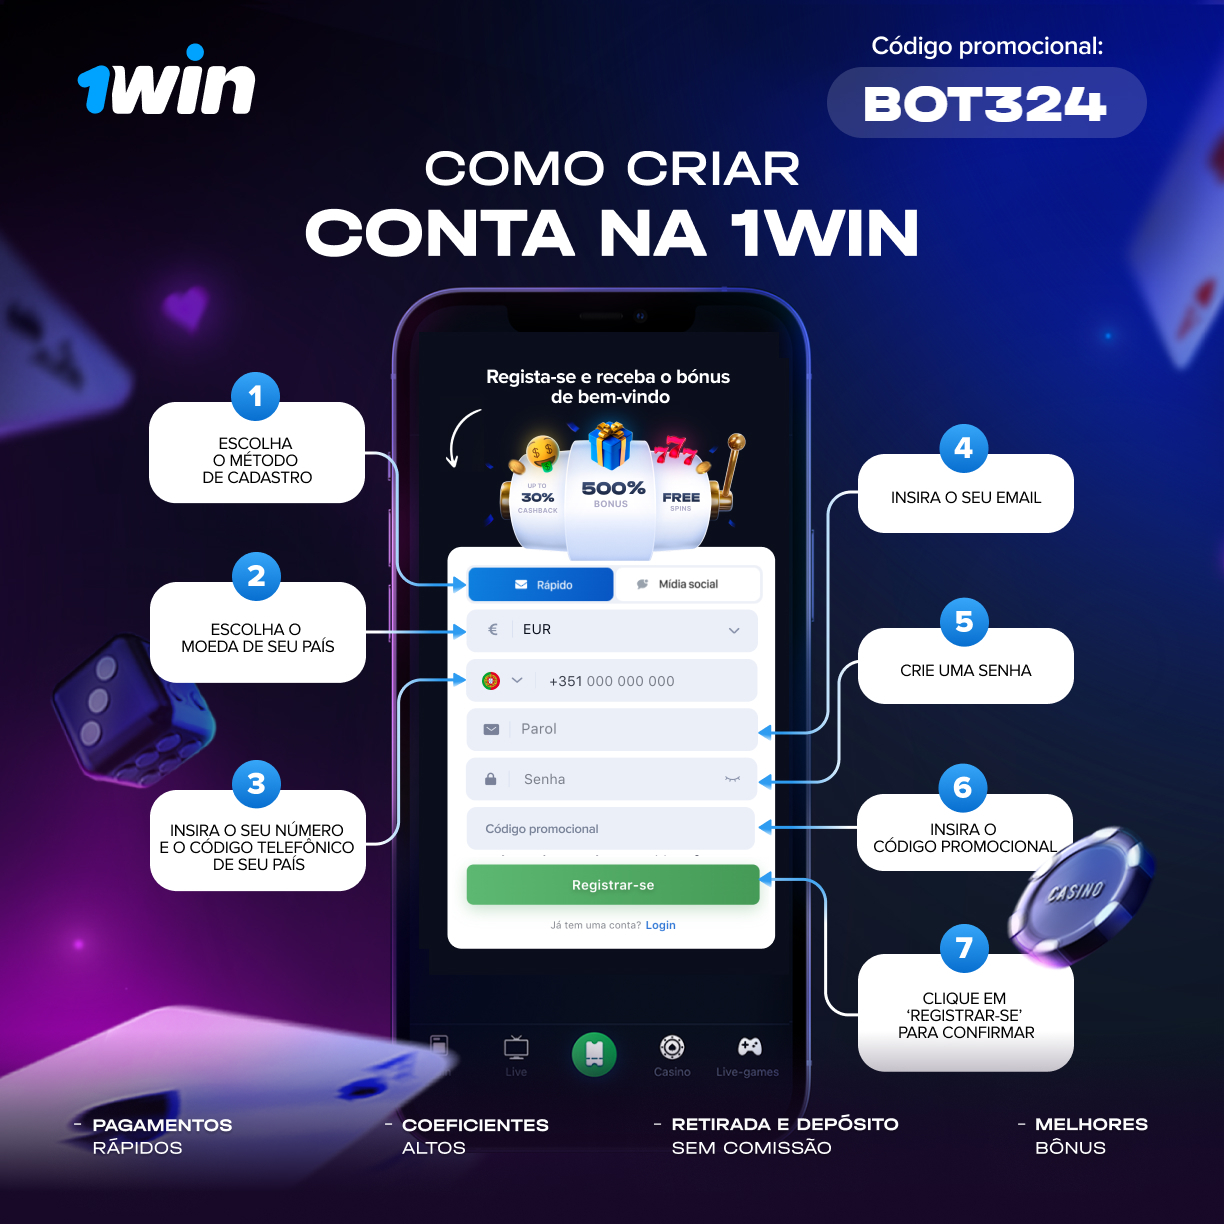 1win
Código promocional:
BOT324
COMO CRIAR
CONTA NA 1WIN
1
ESCOLHA
O MÉTODO
DE CADASTRO
2
ESCOLHA O
MOEDA DE SEU PAÍS
3
INSIRA O SEU NÚMERO
E O CÓDIGO TELEFÔNICO
DE SEU PAÍS
Regista-se e receba o bónus
de bem-vindo
UP TO
30%
CASHBACK
500%
BONUS
FREE
SPINS
Rápido
Mídia social
€ EUR
+351 000 000 000
Parol
Senha
Código promocional
Registrar-se
Já tem uma conta? Login
Live
Casino
Live-games
4
INSIRA O SEU EMAIL
5
CRIE UMA SENHA
6
INSIRA O
CÓDIGO PROMOCIONAL
CASINO
7
CLIQUE EM
‘REGISTRAR-SE’
PARA CONFIRMAR
- PAGAMENTOS
RÁPIDOS
- COEFICIENTES
ALTOS
- RETIRADA E DEPÓSITO
SEM COMISSÃO
- MELHORES
BÔNUS